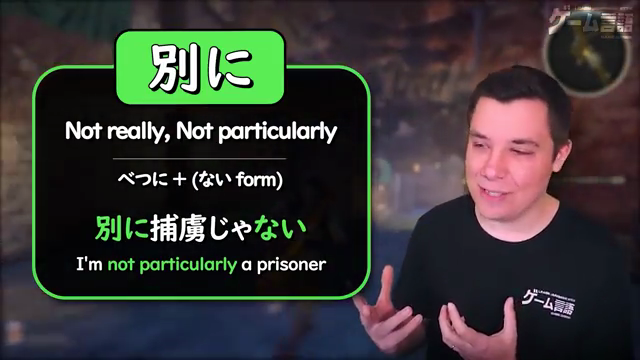 別に
Not really, Not particularly
べつに + (ない form)
別に捕虜じゃない
I'm not particularly a prisoner
ゲーム言語
ゲーム言語